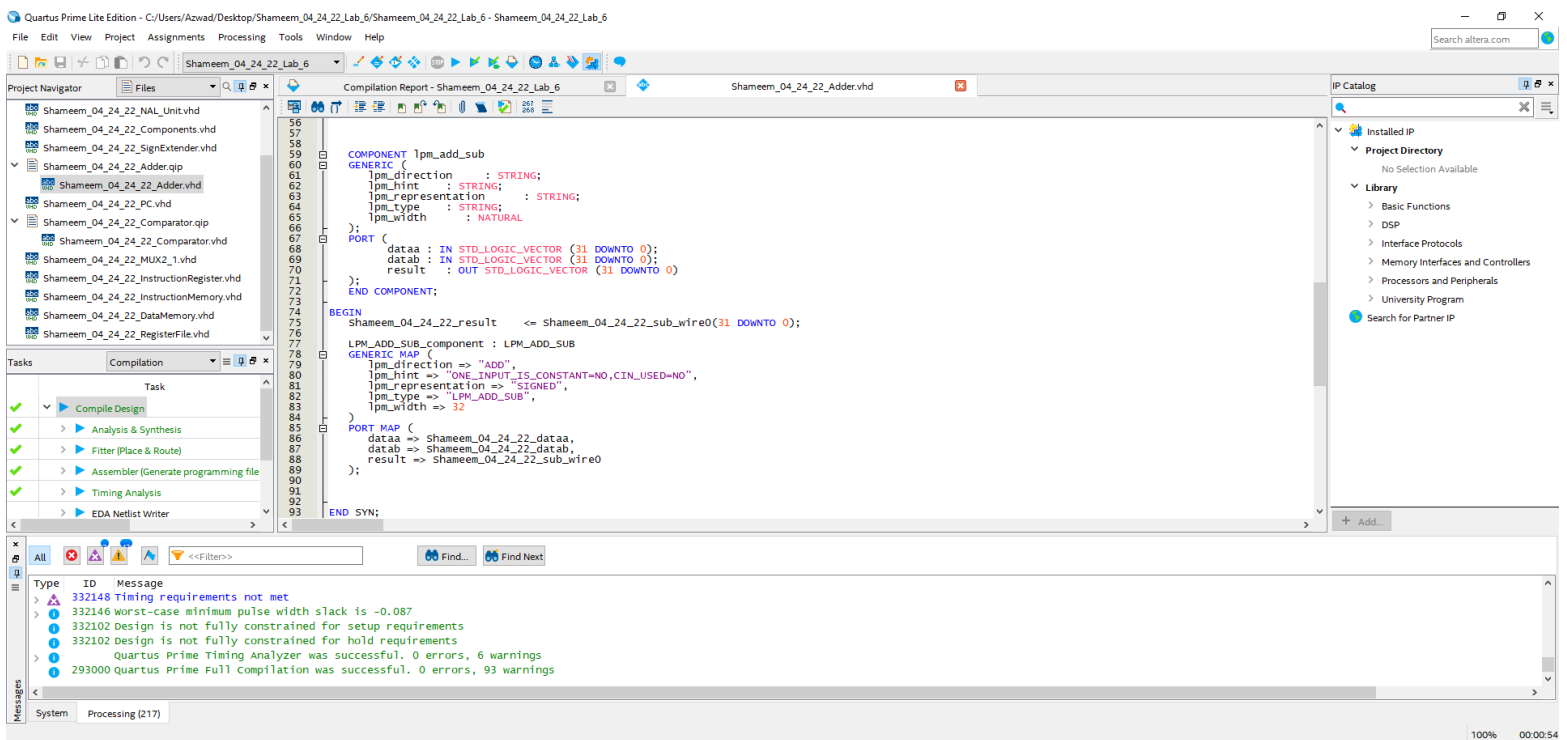 Quartus Prime Lite Edition - C:/Users/Azwad/Desktop/Shameem_04_24_22_Lab_6/Shameem_04_24_22_Lab_6 - Shameem_04_24_22_Lab_6
File Edit View Project Assignments Processing Tools Window Help
Search altera.com
Shameem_04_24_22_Lab_6
Project Navigator Files
Shameem_04_24_22_NAL_Unit.vhd
Shameem_04_24_22_Components.vhd
Shameem_04_24_22_SignExtender.vhd
Shameem_04_24_22_Adder.qip
Shameem_04_24_22_Adder.vhd
Shameem_04_24_22_PC.vhd
Shameem_04_24_22_Comparator.qip
Shameem_04_24_22_Comparator.vhd
Shameem_04_24_22_MUX2_1.vhd
Shameem_04_24_22_InstructionRegister.vhd
Shameem_04_24_22_InstructionMemory.vhd
Shameem_04_24_22_DataMemory.vhd
Shameem_04_24_22_RegisterFile.vhd
Tasks Compilation
Task
Compile Design
Analysis & Synthesis
Fitter (Place & Route)
Assembler (Generate programming file
Timing Analysis
EDA Netlist Writer
Compilation Report - Shameem_04_24_22_Lab_6
Shameem_04_24_22_Adder.vhd
267
268
56
57
58
59 COMPONENT lpm_add_sub
60 GENERIC (
61 lpm_direction : STRING;
62 lpm_hint : STRING;
63 lpm_representation : STRING;
64 lpm_type : STRING;
65 lpm_width : NATURAL
66 );
67 PORT (
68 dataa : IN STD_LOGIC_VECTOR (31 DOWNTO 0);
69 datab : IN STD_LOGIC_VECTOR (31 DOWNTO 0);
70 result : OUT STD_LOGIC_VECTOR (31 DOWNTO 0)
71 );
72 END COMPONENT;
73
74 BEGIN
75 Shameem_04_24_22_result <= Shameem_04_24_22_sub_wire0(31 DOWNTO 0);
76
77 LPM_ADD_SUB_component : LPM_ADD_SUB
78 GENERIC MAP (
79 lpm_direction => "ADD",
80 lpm_hint => "ONE_INPUT_IS_CONSTANT=NO,CIN_USED=NO",
81 lpm_representation => "SIGNED",
82 lpm_type => "LPM_ADD_SUB",
83 lpm_width => 32
84 )
85 PORT MAP (
86 dataa => Shameem_04_24_22_dataa,
87 datab => Shameem_04_24_22_datab,
88 result => Shameem_04_24_22_sub_wire0
89 );
90
91
92
93 END SYN;
IP Catalog
Installed IP
Project Directory
No Selection Available
Library
Basic Functions
DSP
Interface Protocols
Memory Interfaces and Controllers
Processors and Peripherals
University Program
Search for Partner IP
+ Add...
All <<Filter>> Find... Find Next
Type ID Message
332148 Timing requirements not met
332146 Worst-case minimum pulse width slack is -0.087
332102 Design is not fully constrained for setup requirements
332102 Design is not fully constrained for hold requirements
Quartus Prime Timing Analyzer was successful. 0 errors, 6 warnings
293000 Quartus Prime Full Compilation was successful. 0 errors, 93 warnings
Messages
System Processing (217)
100% 00:00:54